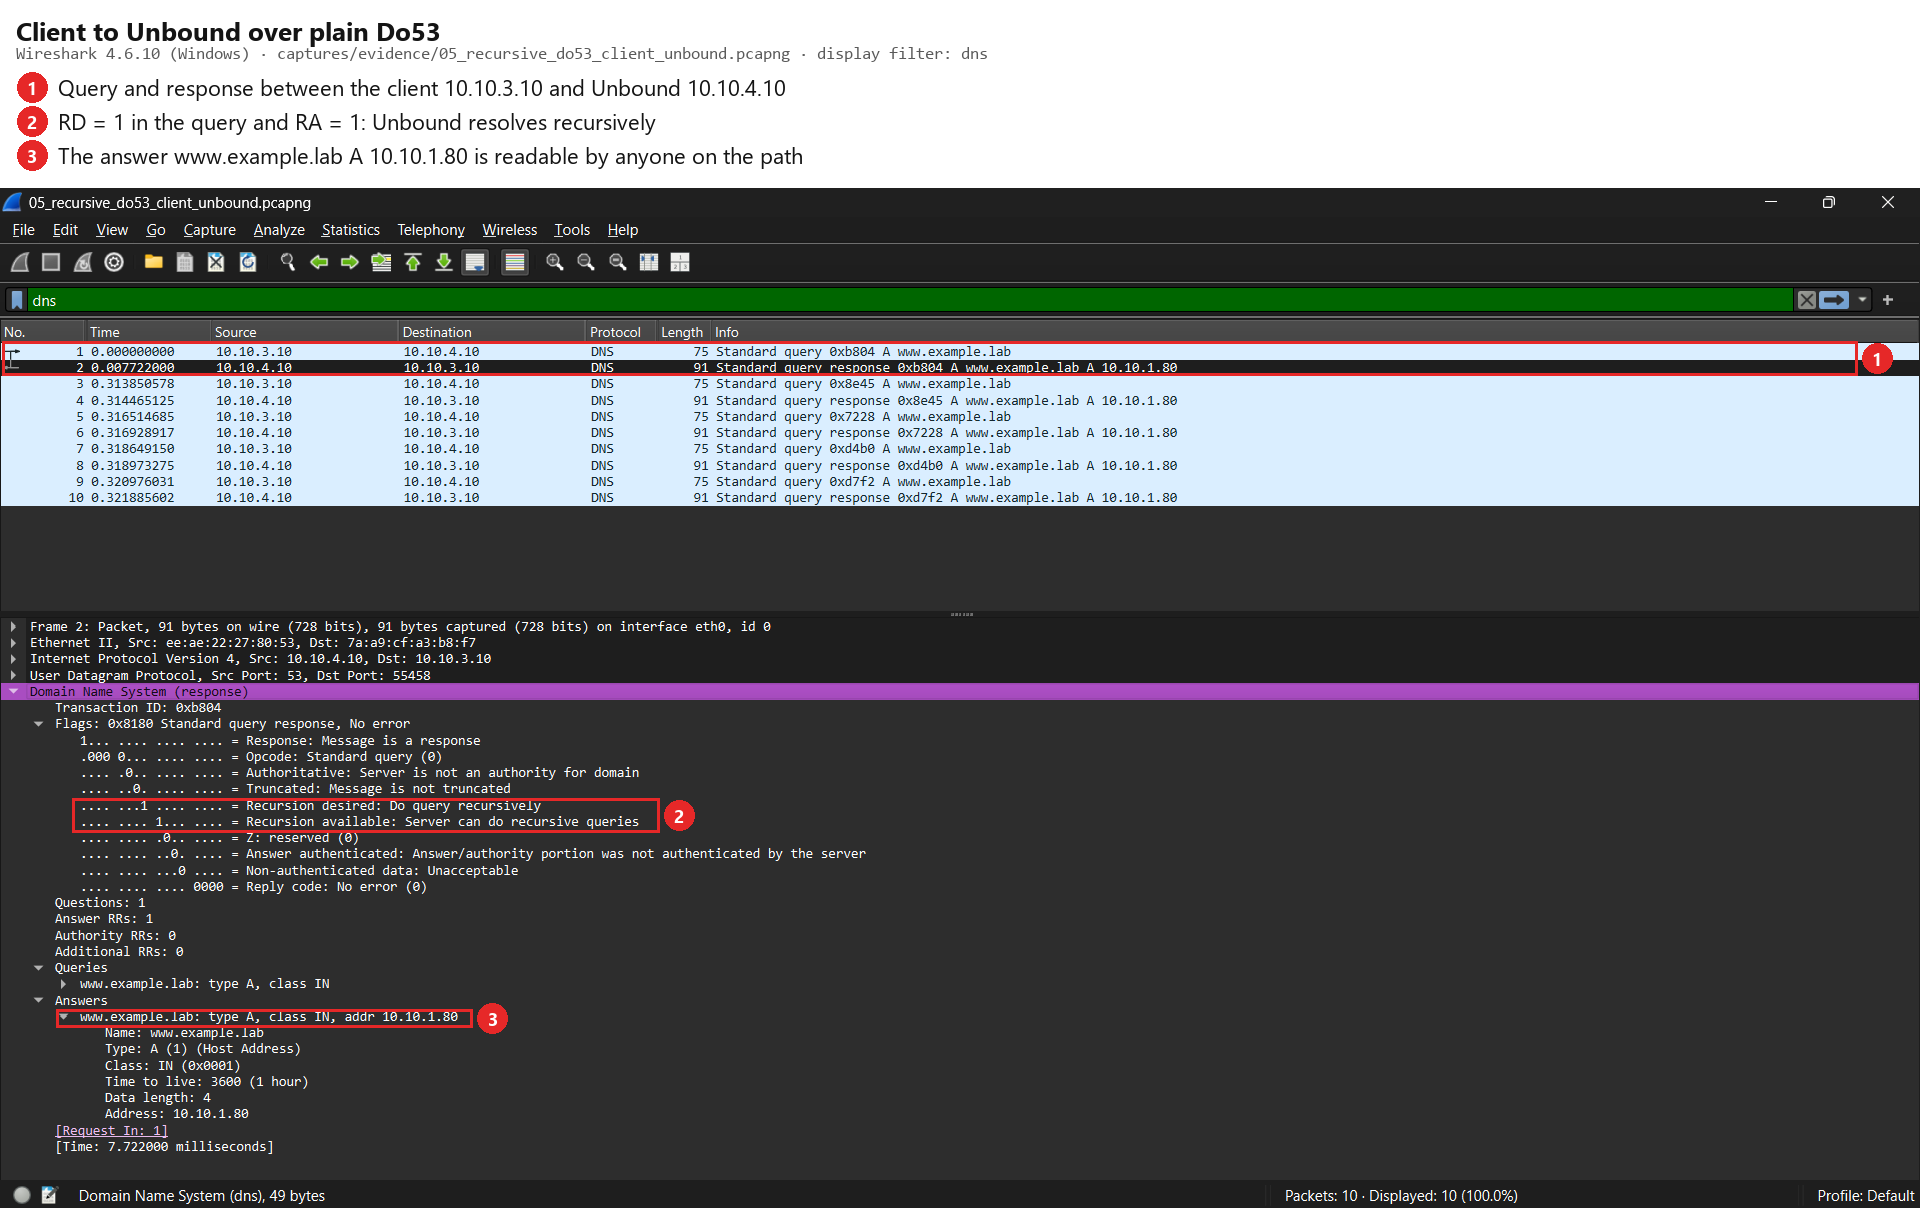 Client to Unbound over plain Do53
Wireshark 4.6.10 (Windows) · captures/evidence/05_recursive_do53_client_unbound.pcapng · display filter: dns
1 Query and response between the client 10.10.3.10 and Unbound 10.10.4.10
2 RD = 1 in the query and RA = 1: Unbound resolves recursively
3 The answer www.example.lab A 10.10.1.80 is readable by anyone on the path
05_recursive_do53_client_unbound.pcapng
File Edit View Go Capture Analyze Statistics Telephony Wireless Tools Help
dns
No. Time Source Destination Protocol Length Info
1 0.000000000 10.10.3.10 10.10.4.10 DNS 75 Standard query 0xb804 A www.example.lab
1
2 0.007722000 10.10.4.10 10.10.3.10 DNS 91 Standard query response 0xb804 A www.example.lab A 10.10.1.80
3 0.313850578 10.10.3.10 10.10.4.10 DNS 75 Standard query 0x8e45 A www.example.lab
4 0.314465125 10.10.4.10 10.10.3.10 DNS 91 Standard query response 0x8e45 A www.example.lab A 10.10.1.80
5 0.316514685 10.10.3.10 10.10.4.10 DNS 75 Standard query 0x7228 A www.example.lab
6 0.316928917 10.10.4.10 10.10.3.10 DNS 91 Standard query response 0x7228 A www.example.lab A 10.10.1.80
7 0.318649150 10.10.3.10 10.10.4.10 DNS 75 Standard query 0xd4b0 A www.example.lab
8 0.318973275 10.10.4.10 10.10.3.10 DNS 91 Standard query response 0xd4b0 A www.example.lab A 10.10.1.80
9 0.320976031 10.10.3.10 10.10.4.10 DNS 75 Standard query 0xd7f2 A www.example.lab
10 0.321885602 10.10.4.10 10.10.3.10 DNS 91 Standard query response 0xd7f2 A www.example.lab A 10.10.1.80
Frame 2: Packet, 91 bytes on wire (728 bits), 91 bytes captured (728 bits) on interface eth0, id 0
Ethernet II, Src: ee:ae:22:27:80:53, Dst: 7a:a9:cf:a3:b8:f7
Internet Protocol Version 4, Src: 10.10.4.10, Dst: 10.10.3.10
User Datagram Protocol, Src Port: 53, Dst Port: 55458
Domain Name System (response)
Transaction ID: 0xb804
Flags: 0x8180 Standard query response, No error
1... .... .... .... = Response: Message is a response
.000 0... .... .... = Opcode: Standard query (0)
.... .0.. .... .... = Authoritative: Server is not an authority for domain
.... ..0. .... .... = Truncated: Message is not truncated
.... ...1 .... .... = Recursion desired: Do query recursively
.... .... 1... .... = Recursion available: Server can do recursive queries
2
.... .... .0.. .... = Z: reserved (0)
.... .... ..0. .... = Answer authenticated: Answer/authority portion was not authenticated by the server
.... .... ...0 .... = Non-authenticated data: Unacceptable
.... .... .... 0000 = Reply code: No error (0)
Questions: 1
Answer RRs: 1
Authority RRs: 0
Additional RRs: 0
Queries
www.example.lab: type A, class IN
Answers
www.example.lab: type A, class IN, addr 10.10.1.80
3
Name: www.example.lab
Type: A (1) (Host Address)
Class: IN (0x0001)
Time to live: 3600 (1 hour)
Data length: 4
Address: 10.10.1.80
[Request In: 1]
[Time: 7.722000 milliseconds]
Domain Name System (dns), 49 bytes
Packets: 10 · Displayed: 10 (100.0%)
Profile: Default